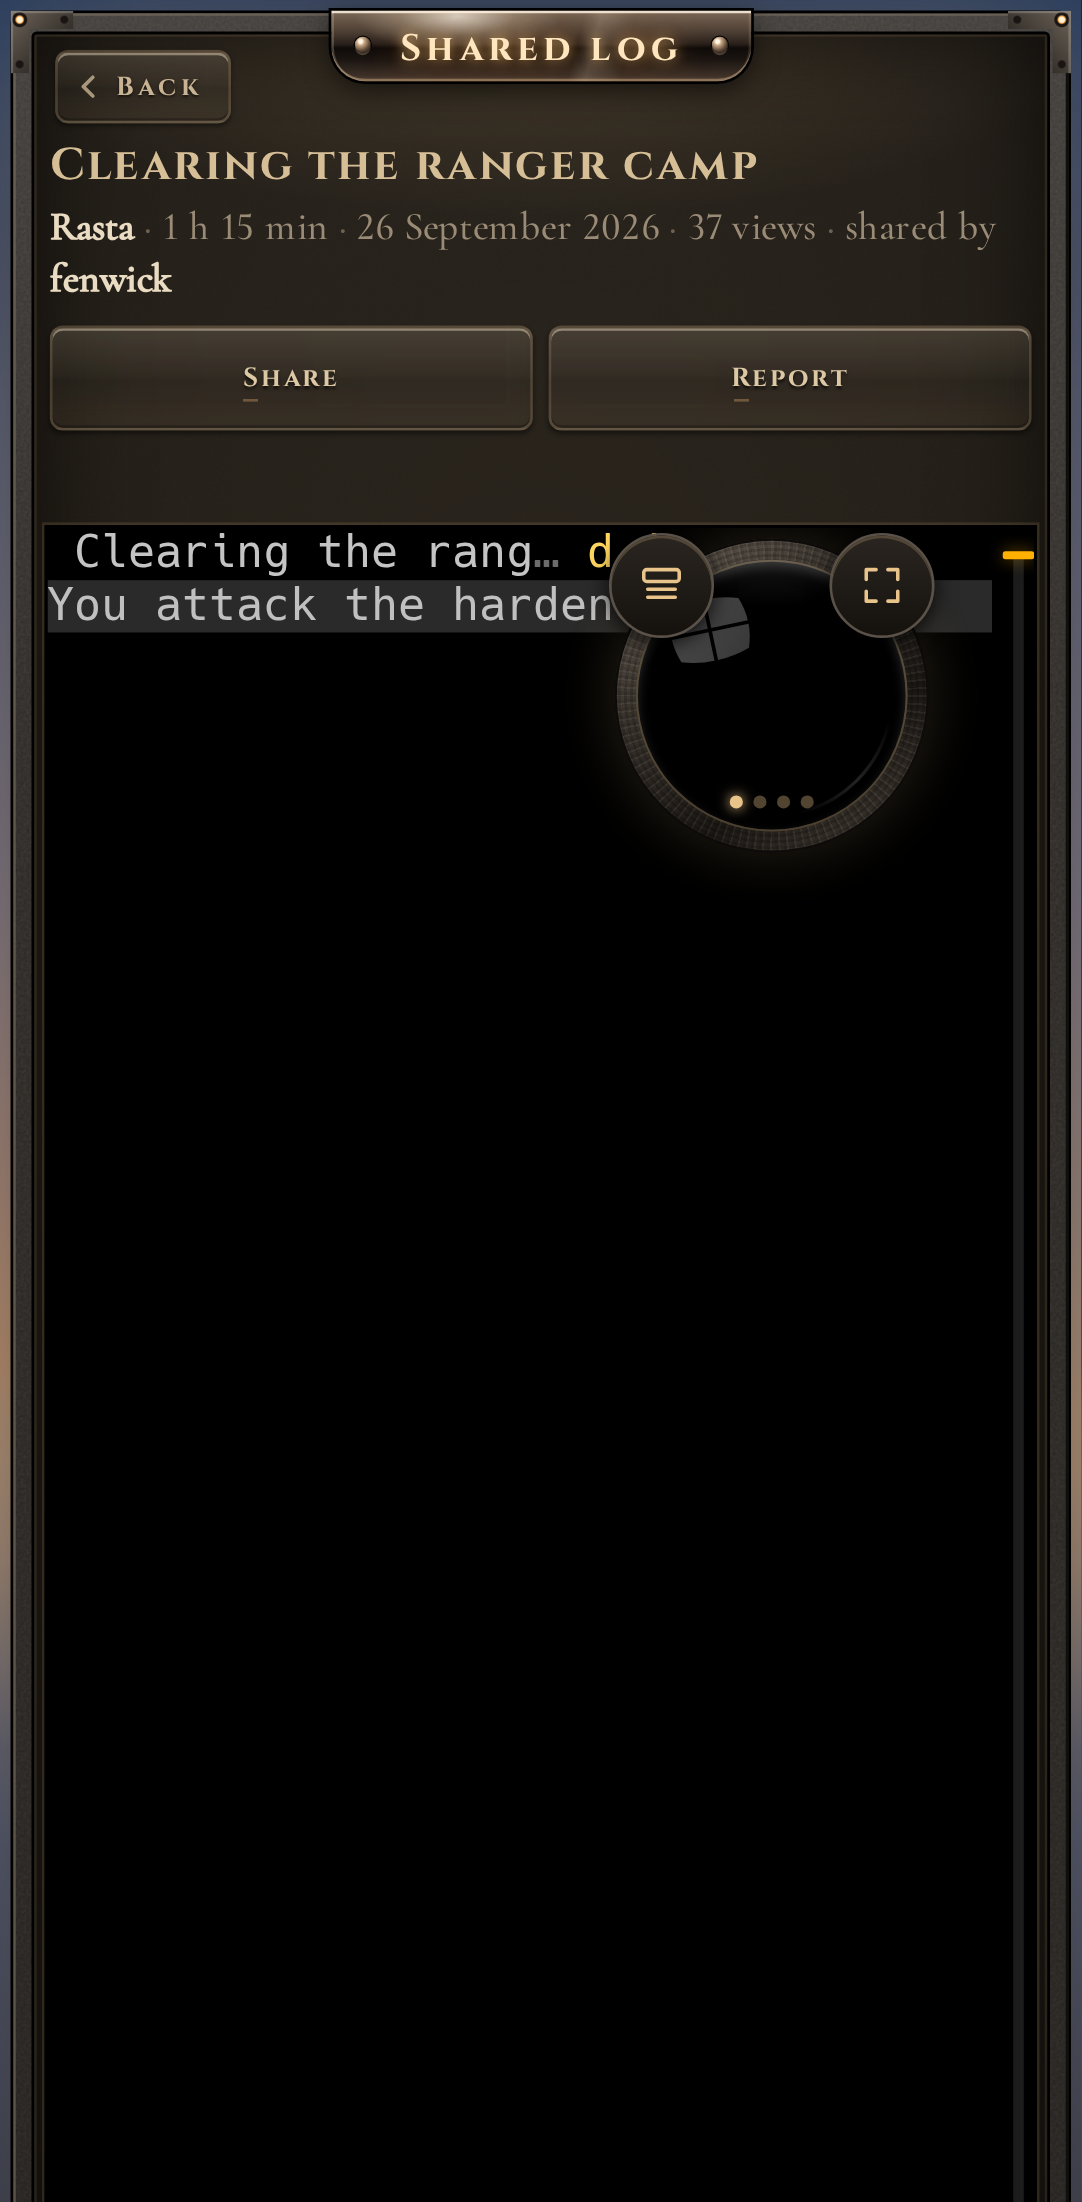 Shared log
Back
Clearing the ranger camp
Rasta · 1 h 15 min · 26 September 2026 · 37 views · shared by
fenwick
Share
Report
Clearing the rang…
You attack the harden